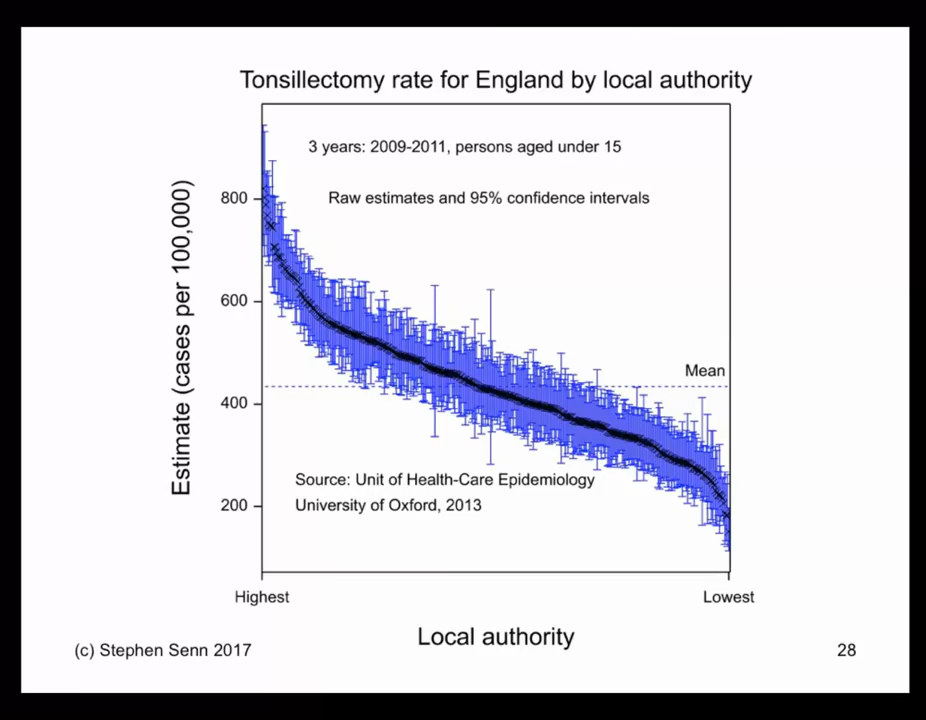 Tonsillectomy rate for England by local authority
3 years: 2009-2011, persons aged under 15
Raw estimates and 95% confidence intervals
800
600
400
200
Estimate (cases per 100,000)
Mean
Source: Unit of Health-Care Epidemiology
University of Oxford, 2013
Highest
Lowest
Local authority
(c) Stephen Senn 2017
28